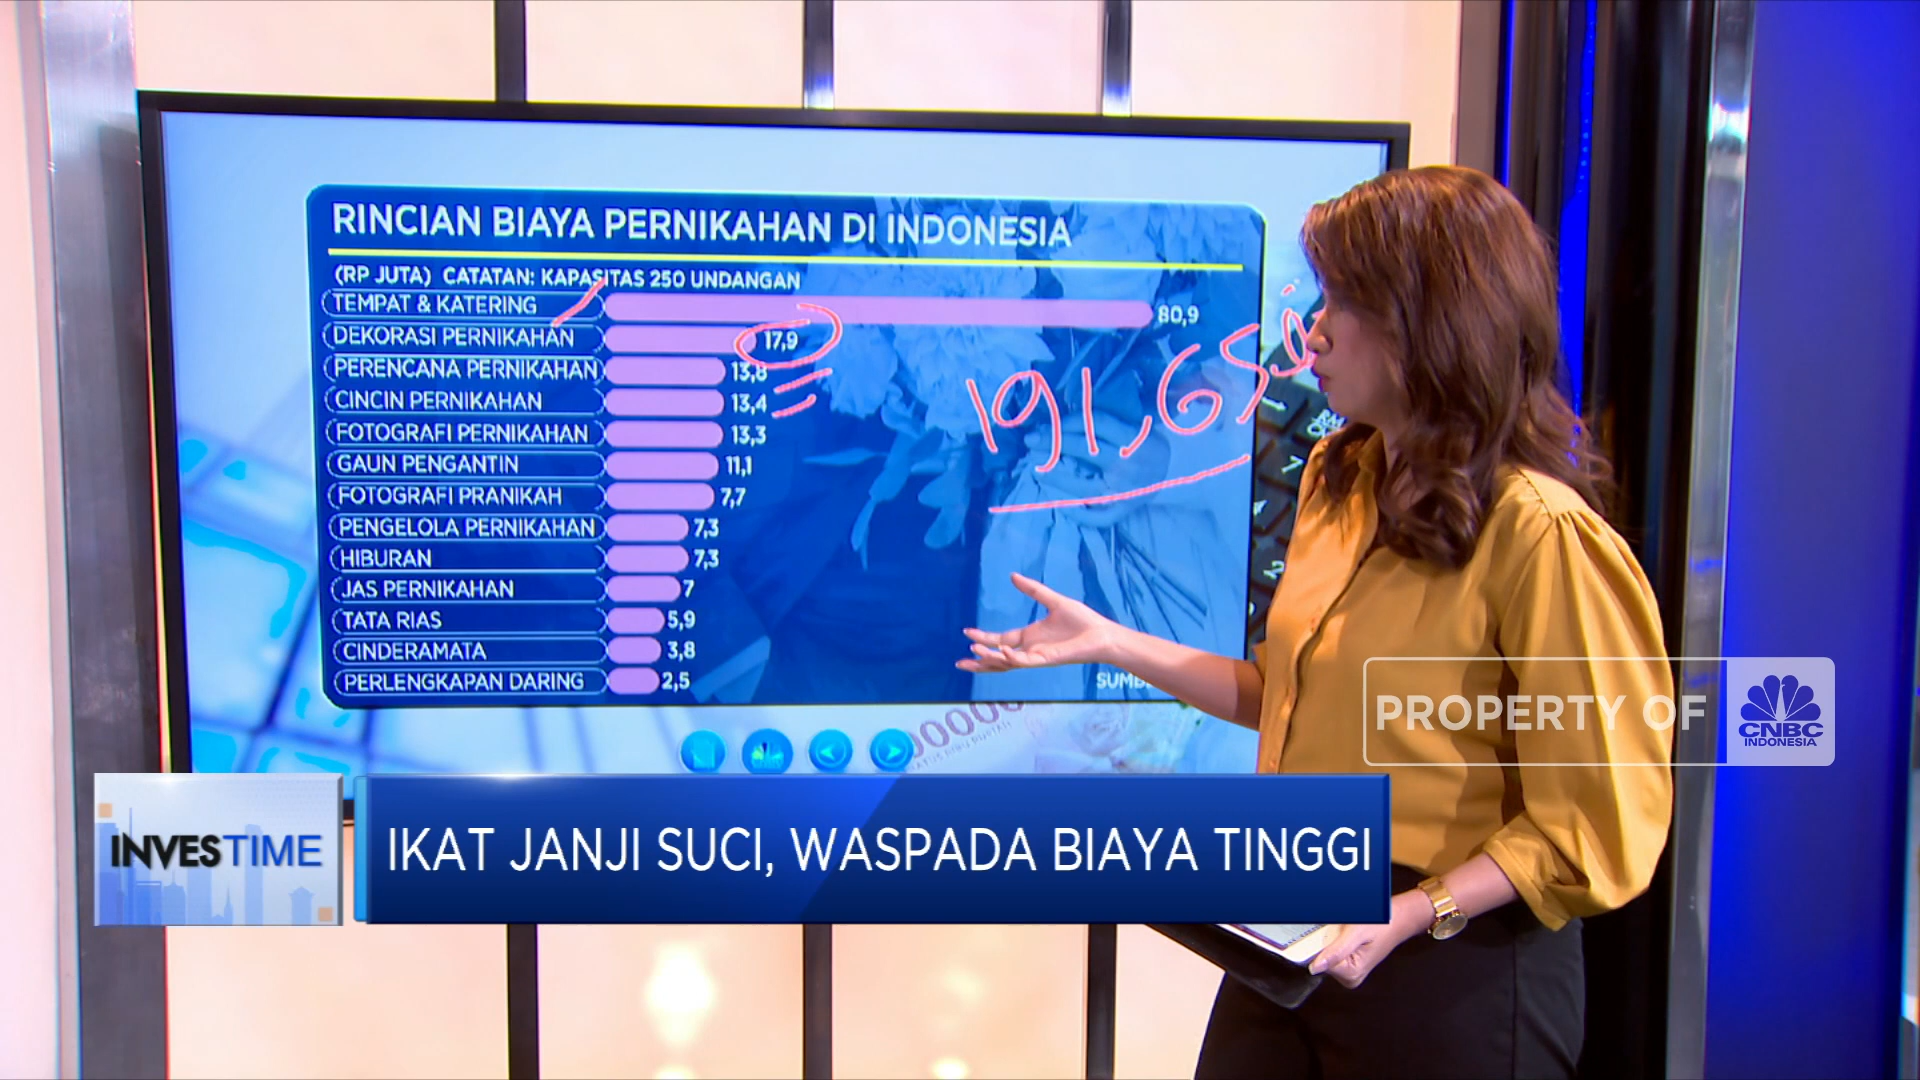 RINCIAN BIAYA PERNIKAHAN DI INDONESIA
(RP JUTA) CATATAN: KAPASITAS 250 UNDANGAN
TEMPAT & KATERING 80,9
DEKORASI PERNIKAHAN 17,9
PERENCANA PERNIKAHAN 13,8
CINCIN PERNIKAHAN 13,4
FOTOGRAFI PERNIKAHAN 13,3
GAUN PENGANTIN 11,1
FOTOGRAFI PRANIKAH 7,7
PENGELOLA PERNIKAHAN 7,3
HIBURAN 7,3
JAS PERNIKAHAN 7
TATA RIAS 5,9
CINDERAMATA 3,8
PERLENGKAPAN DARING 2,5
191,6
PROPERTY OF CNBC INDONESIA
INVESTIME
IKAT JANJI SUCI, WASPADA BIAYA TINGGI